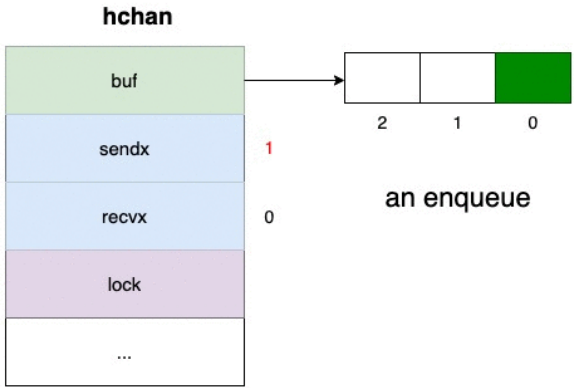 hchan
buf
2 1 0
sendx 1
an enqueue
recvx 0
lock
...